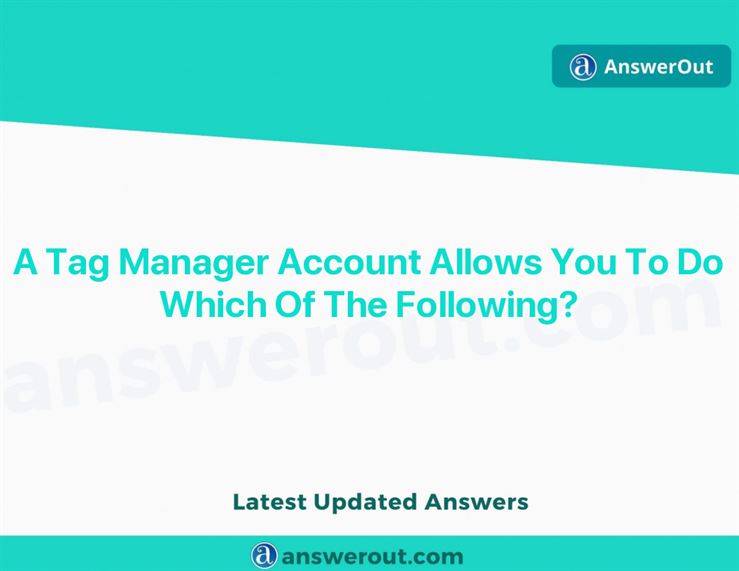 AnswerOut
A Tag Manager Account Allows You To Do
Which Of The Following?
answerout.com
Latest Updated Answers
answerout.com